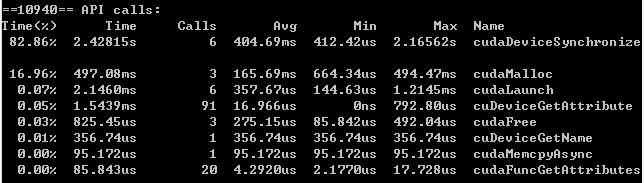 ==10940== API calls:
Time(%) Time Calls Avg Min Max Name
82.86% 2.42815s 6 404.69ms 412.42us 2.16562s cudaDeviceSynchronize
16.96% 497.08ms 3 165.69ms 664.34us 494.47ms cudaMalloc
0.07% 2.1460ms 6 357.67us 144.63us 1.2145ms cudaLaunch
0.05% 1.5439ms 91 16.966us 0ns 792.80us cuDeviceGetAttribute
0.03% 825.45us 3 275.15us 85.842us 492.04us cudaFree
0.01% 356.74us 1 356.74us 356.74us 356.74us cuDeviceGetName
0.00% 95.172us 1 95.172us 95.172us 95.172us cudaMemcpyAsync
0.00% 85.843us 20 4.2920us 2.1770us 17.728us cudaFuncGetAttributes